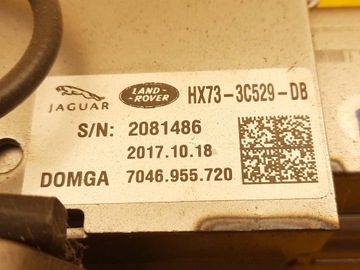 JAGUAR LAND ROVER HX73-3C529-DB
S/N: 2081486
2017.10.18
DOMGA 7046.955.720